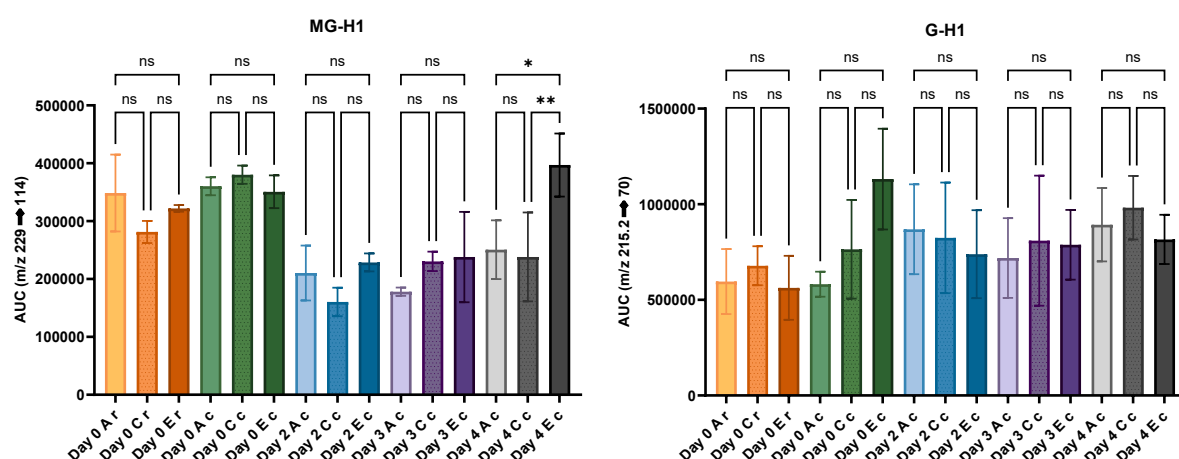 MG-H1
ns ns ns ns *
ns ns ns ns ns ns ns ns ns **
AUC (m/z 229 ➡ 114)
500000
400000
300000
200000
100000
0
Day 0 A r
Day 0 C r
Day 0 E r
Day 0 A c
Day 0 C c
Day 0 E c
Day 2 A c
Day 2 C c
Day 2 E c
Day 3 A c
Day 3 C c
Day 3 E c
Day 4 A c
Day 4 C c
Day 4 E c
G-H1
ns ns ns ns ns
ns ns ns ns ns ns ns ns ns ns
AUC (m/z 215.2 ➡ 70)
1500000
1000000
500000
0
Day 0 A r
Day 0 C r
Day 0 E r
Day 0 A c
Day 0 C c
Day 0 E c
Day 2 A c
Day 2 C c
Day 2 E c
Day 3 A c
Day 3 C c
Day 3 E c
Day 4 A c
Day 4 C c
Day 4 E c